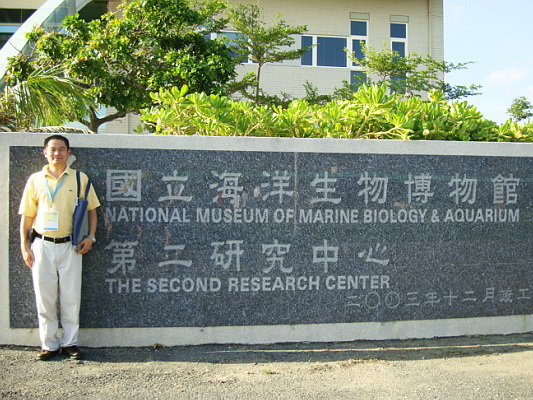 國立海洋生物博物館
NATIONAL MUSEUM OF MARINE BIOLOGY & AQUARIUM
第二研究中心
THE SECOND RESEARCH CENTER
二〇〇三年十二月竣工